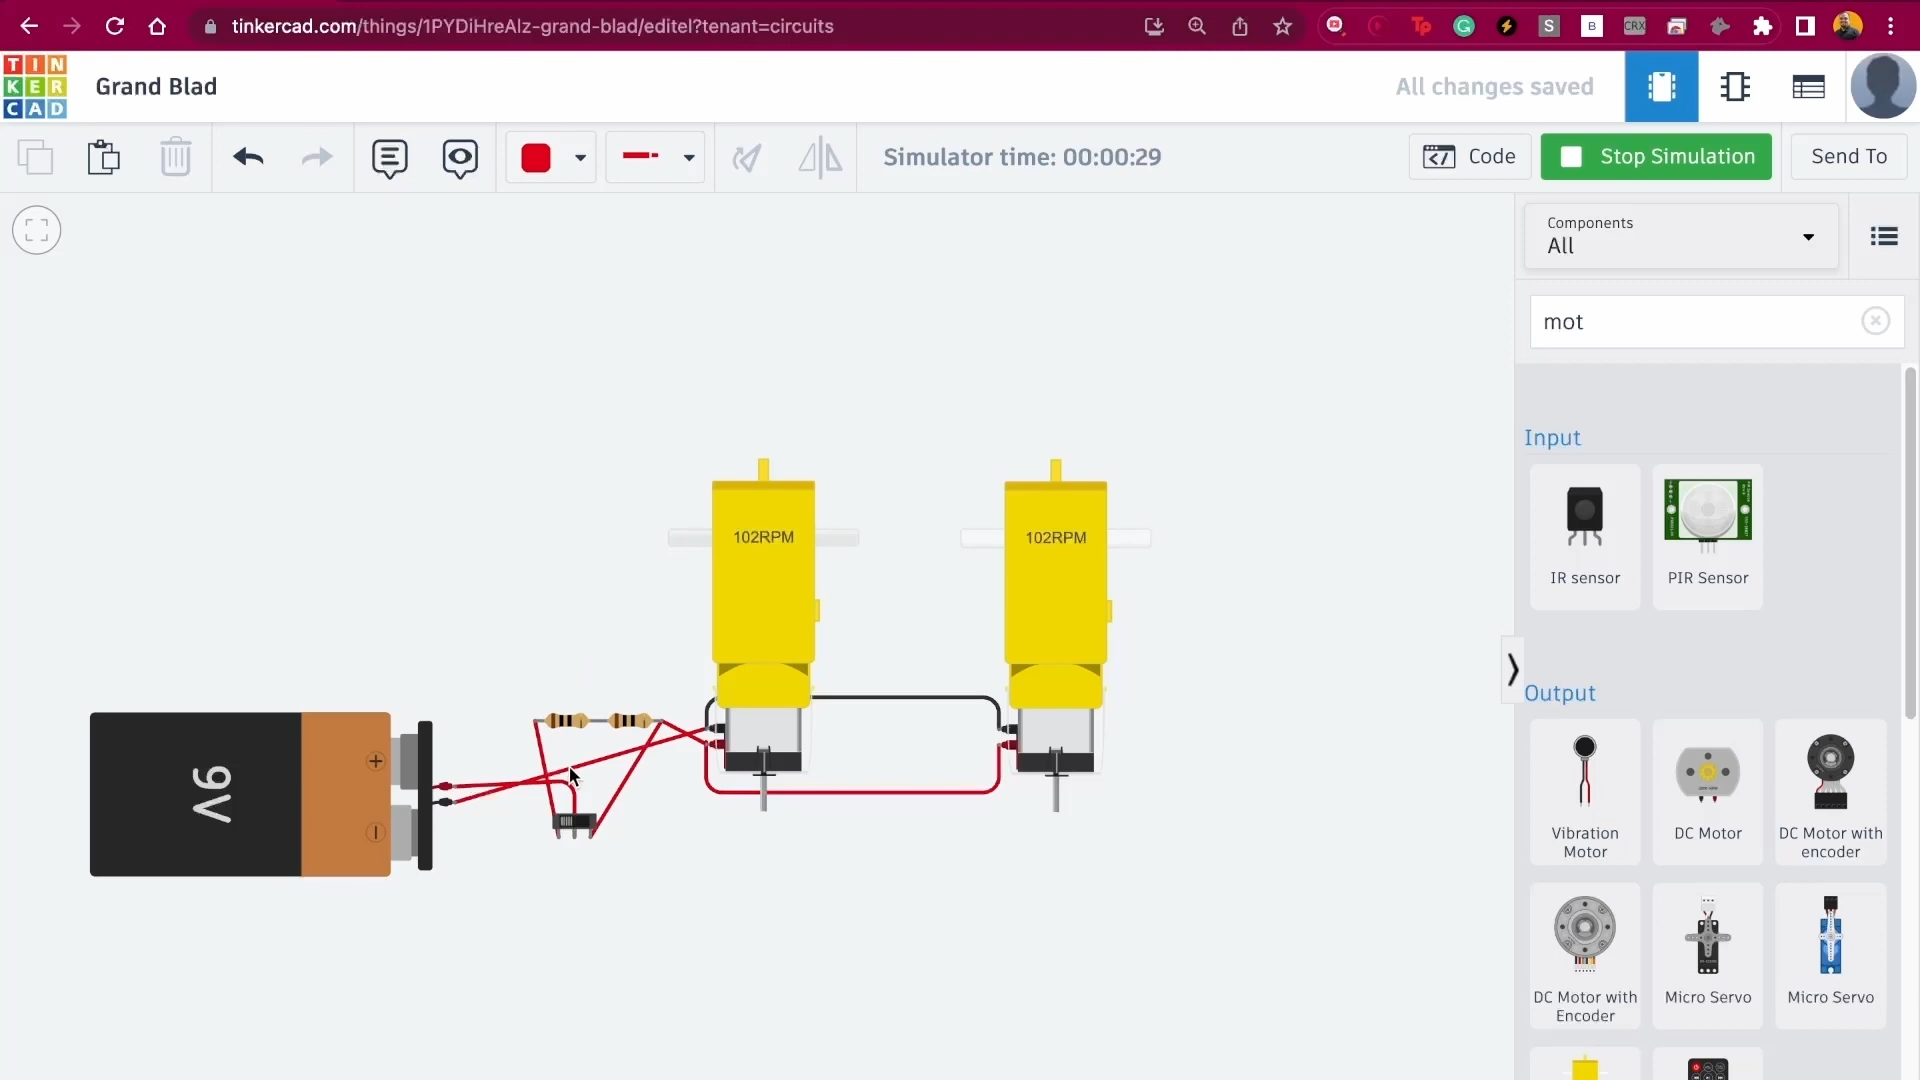 tinkercad.com/things/1PYDiHreAlz-grand-blad/editel?tenant=circuits
Tp
G
S
B
CRX
TIN
KER
CAD
Grand Blad
All changes saved
Simulator time: 00:00:29
Code
Stop Simulation
Send To
Components
All
mot
Input
IR sensor
PIR Sensor
Output
Vibration
Motor
DC Motor
DC Motor with
encoder
DC Motor with
Encoder
Micro Servo
Micro Servo
102RPM
102RPM
9V
+